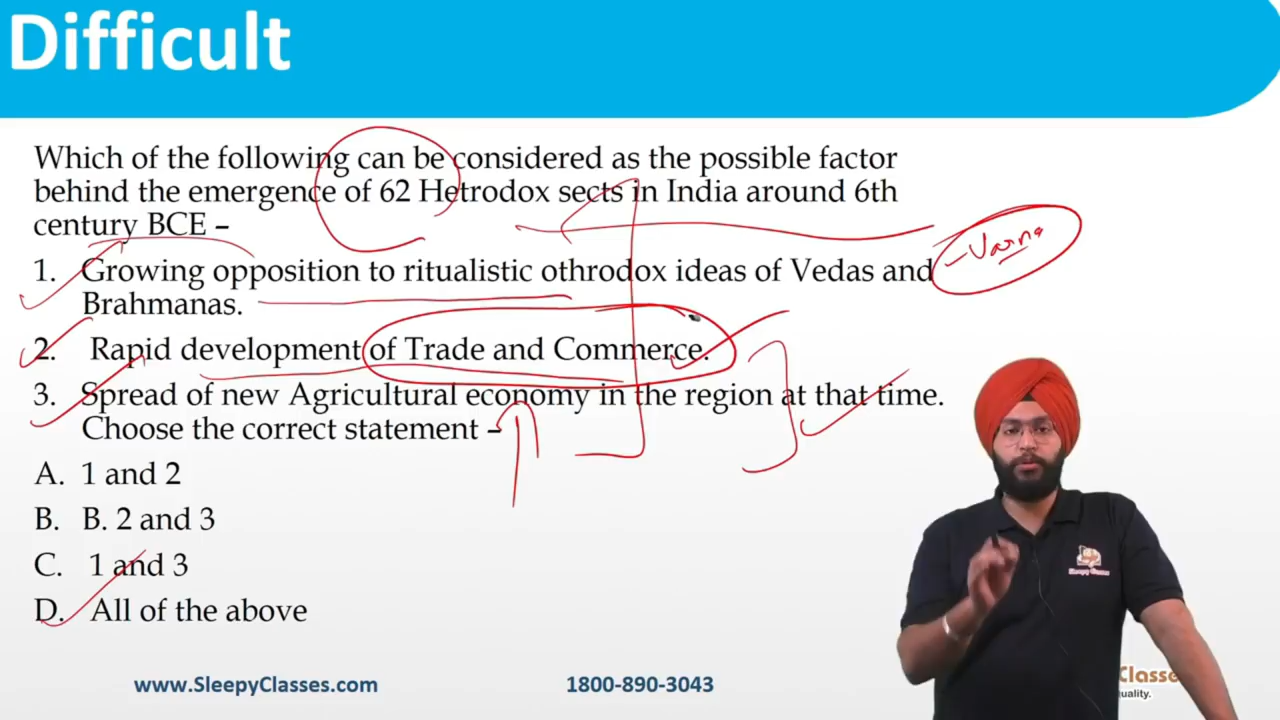 Difficult
Which of the following can be considered as the possible factor
behind the emergence of 62 Hetrodox sects in India around 6th
century BCE –
1. Growing opposition to ritualistic othrodox ideas of Vedas and
Brahmanas.
- Varna
2. Rapid development of Trade and Commerce.
3. Spread of new Agricultural economy in the region at that time.
Choose the correct statement –
A. 1 and 2
B. B. 2 and 3
C. 1 and 3
D. All of the above
Sleepy Classes
www.SleepyClasses.com 1800-890-3043